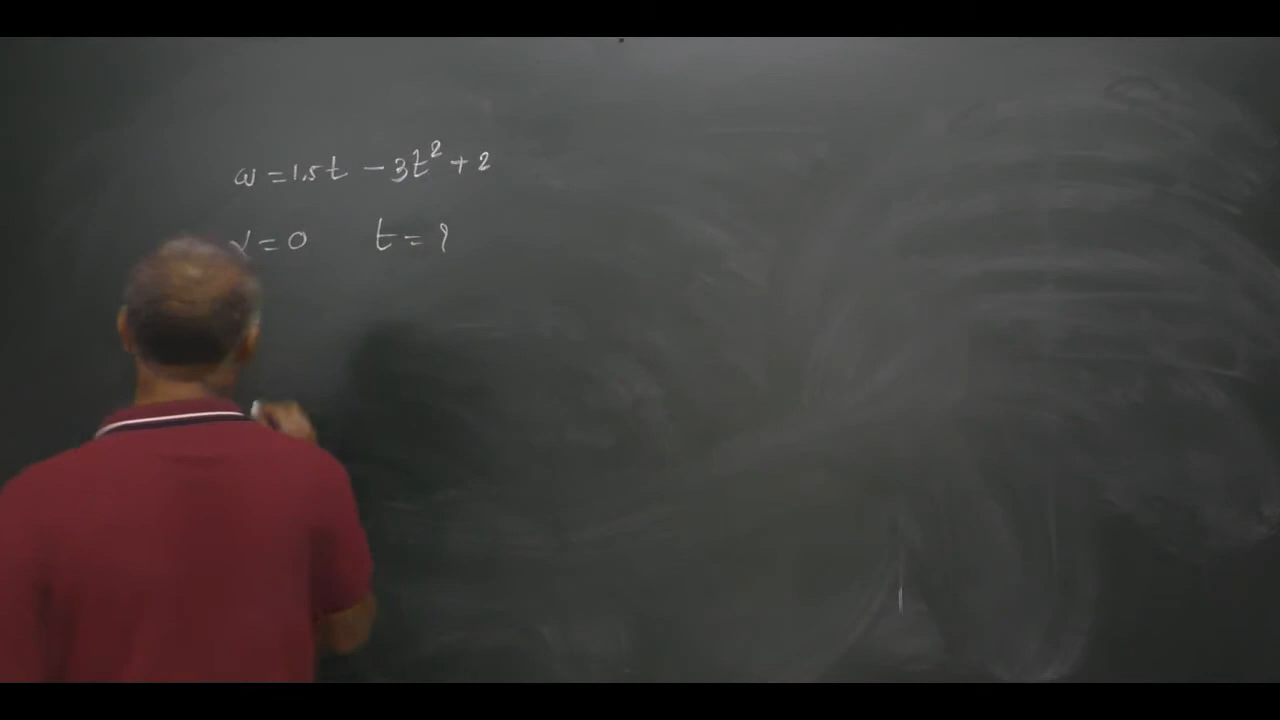 ω = 1.5t - 3t² + 2
α = 0 t = ?